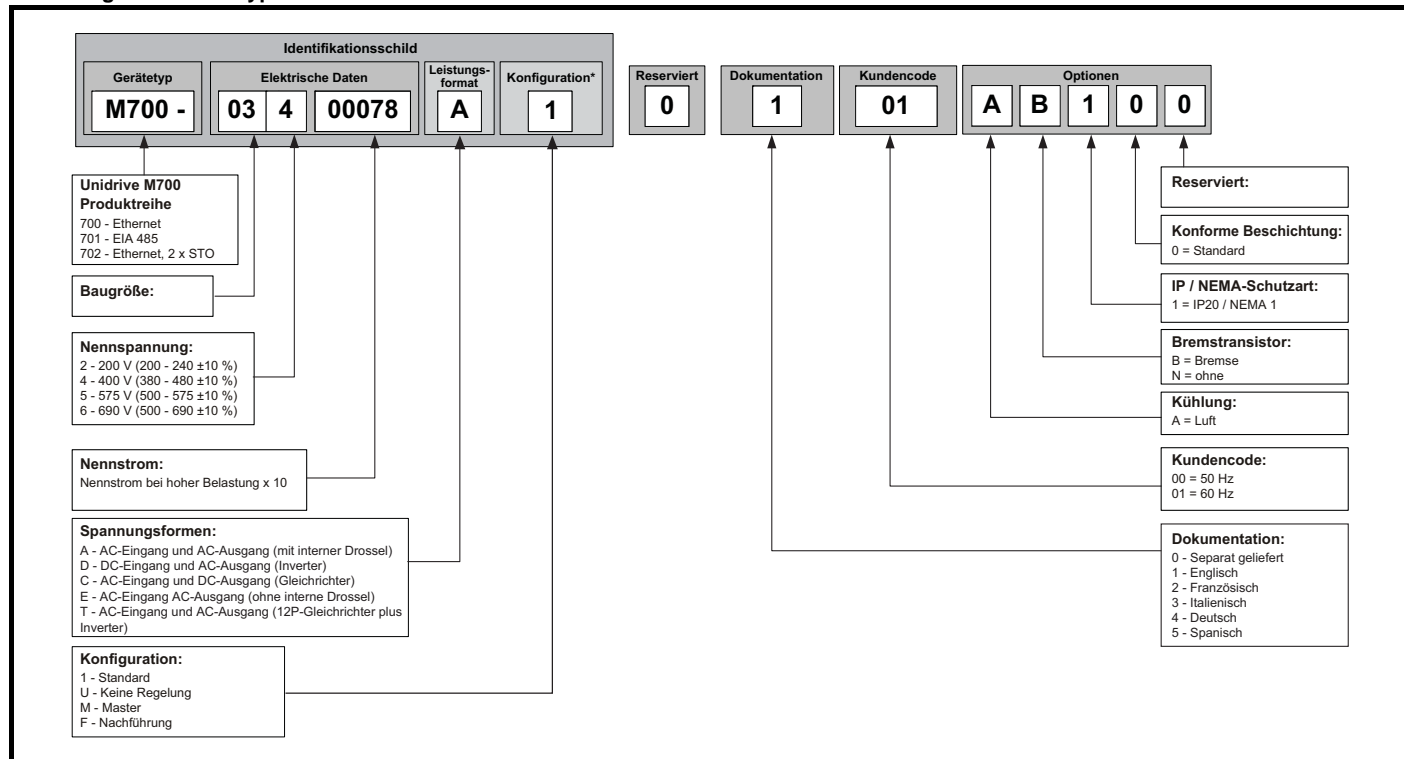 Identifikationsschild
Gerätetyp
Elektrische Daten
Leistungs-
format
Konfiguration*
Reserviert
Dokumentation
Kundencode
Optionen
M700 -
03
4
00078
A
1
0
1
01
A
B
1
0
0
Unidrive M700
Produktreihe
700 - Ethernet
701 - EIA 485
702 - Ethernet, 2 x STO
Baugröße:
Nennspannung:
2 - 200 V (200 - 240 ±10 %)
4 - 400 V (380 - 480 ±10 %)
5 - 575 V (500 - 575 ±10 %)
6 - 690 V (500 - 690 ±10 %)
Nennstrom:
Nennstrom bei hoher Belastung x 10
Spannungsformen:
A - AC-Eingang und AC-Ausgang (mit interner Drossel)
D - DC-Eingang und AC-Ausgang (Inverter)
C - AC-Eingang und DC-Ausgang (Gleichrichter)
E - AC-Eingang AC-Ausgang (ohne interne Drossel)
T - AC-Eingang und AC-Ausgang (12P-Gleichrichter plus
Inverter)
Konfiguration:
1 - Standard
U - Keine Regelung
M - Master
F - Nachführung
Reserviert:
Konforme Beschichtung:
0 = Standard
IP / NEMA-Schutzart:
1 = IP20 / NEMA 1
Bremstransistor:
B = Bremse
N = ohne
Kühlung:
A = Luft
Kundencode:
00 = 50 Hz
01 = 60 Hz
Dokumentation:
0 - Separat geliefert
1 - Englisch
2 - Französisch
3 - Italienisch
4 - Deutsch
5 - Spanisch